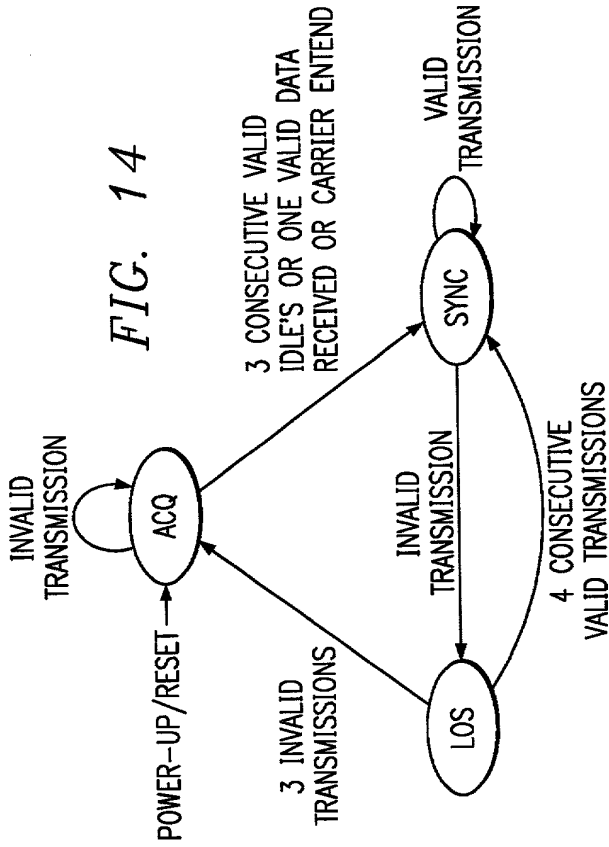 FIG. 14
INVALID
TRANSMISSION
POWER-UP/RESET
ACQ
3 CONSECUTIVE VALID
IDLE'S OR ONE VALID DATA
RECEIVED OR CARRIER ENTEND
3 INVALID
TRANSMISSIONS
INVALID
TRANSMISSION
LOS
SYNC
VALID
TRANSMISSION
4 CONSECUTIVE
VALID TRANSMISSIONS